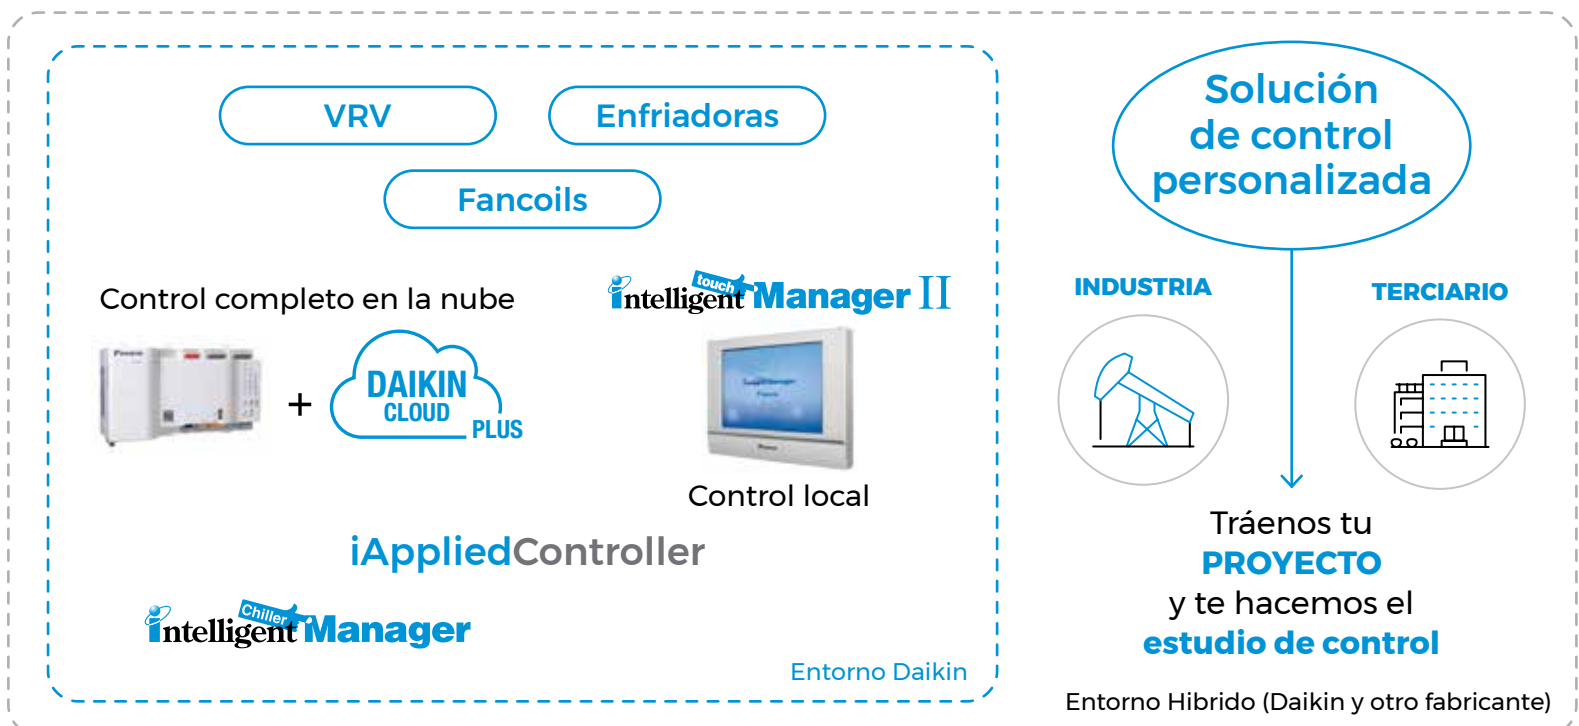 VRV
Enfriadoras
Fancoils
Control completo en la nube
+
DAIKIN
CLOUD
PLUS
intelligent touch Manager II
Control local
iAppliedController
intelligent Chiller Manager
Entorno Daikin
Solución
de control
personalizada
INDUSTRIA
TERCIARIO
Tráenos tu
PROYECTO
y te hacemos el
estudio de control
Entorno Hibrido (Daikin y otro fabricante)